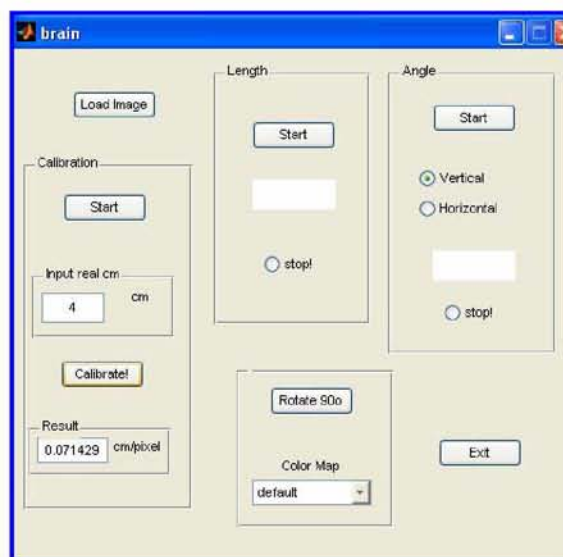 brain
Load Image
Calibration
Start
Input real cm
4 cm
Calibrate!
Result
0.071429 cm/pixel
Length
Start
stop!
Angle
Start
Vertical
Horizontal
stop!
Rotate 90o
Color Map
default
Exit